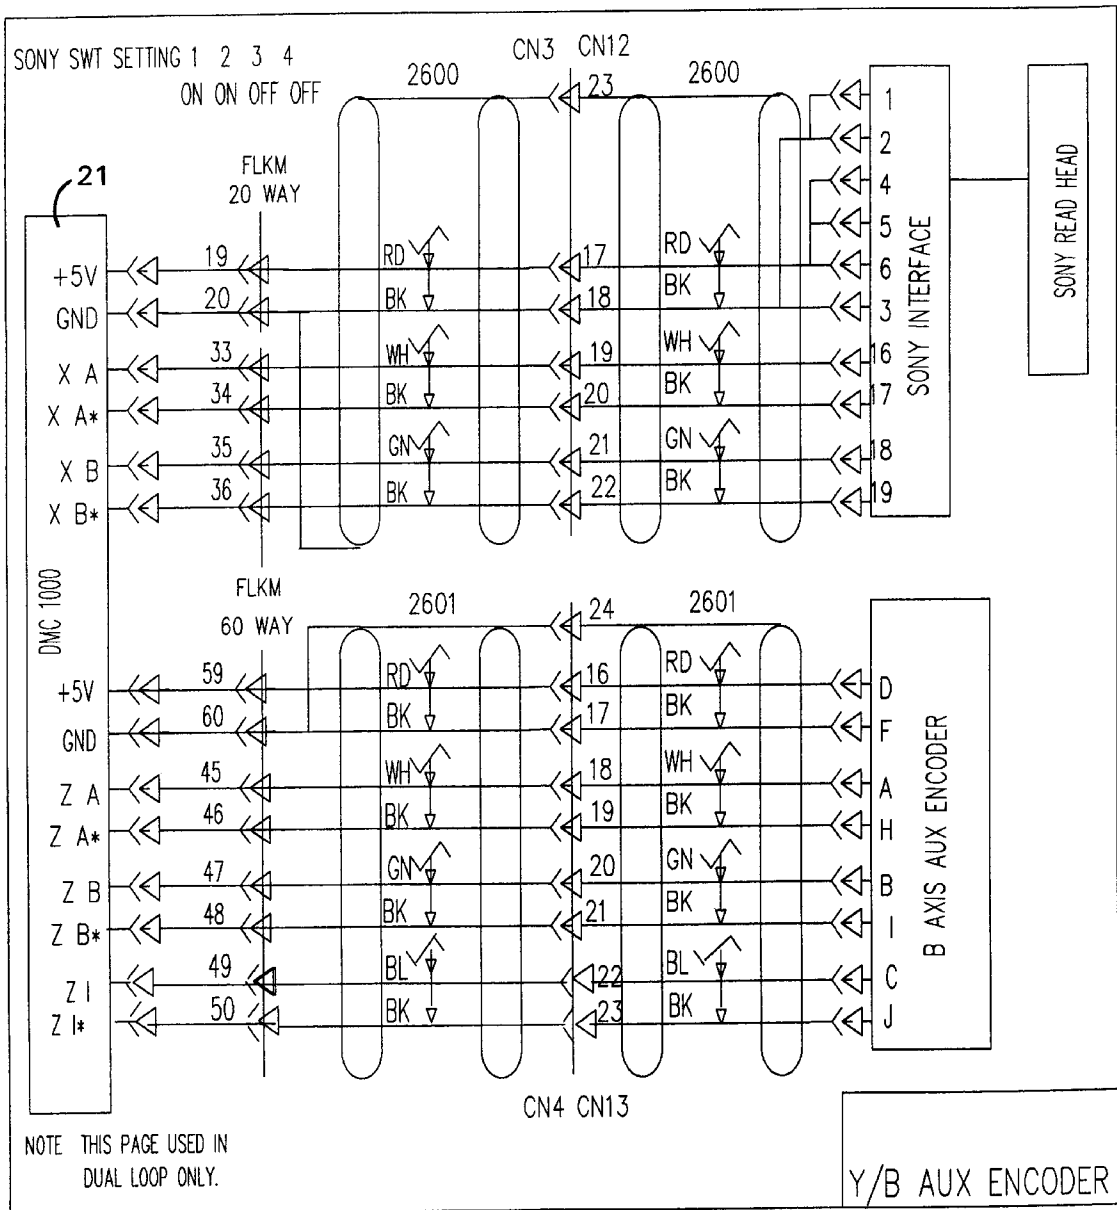 SONY SWT SETTING 1 2 3 4
ON ON OFF OFF
CN3 CN12
2600 23 2600
1
2
4
5
6
3
16
17
18
19
SONY INTERFACE
SONY READ HEAD
21
FLKM
20 WAY
+5V 19 RD 17 RD
GND 20 BK 18 BK
X A 33 WH 19 WH
X A* 34 BK 20 BK
X B 35 GN 21 GN
X B* 36 BK 22 BK
DMC 1000
FLKM
60 WAY
2601 24 2601
+5V 59 RD 16 RD D
GND 60 BK 17 BK F
Z A 45 WH 18 WH A
Z A* 46 BK 19 BK H
Z B 47 GN 20 GN B
Z B* 48 BK 21 BK I
Z I 49 BL 22 BL C
Z I* 50 BK 23 BK J
B AXIS AUX ENCODER
CN4 CN13
NOTE THIS PAGE USED IN
DUAL LOOP ONLY.
Y/B AUX ENCODER